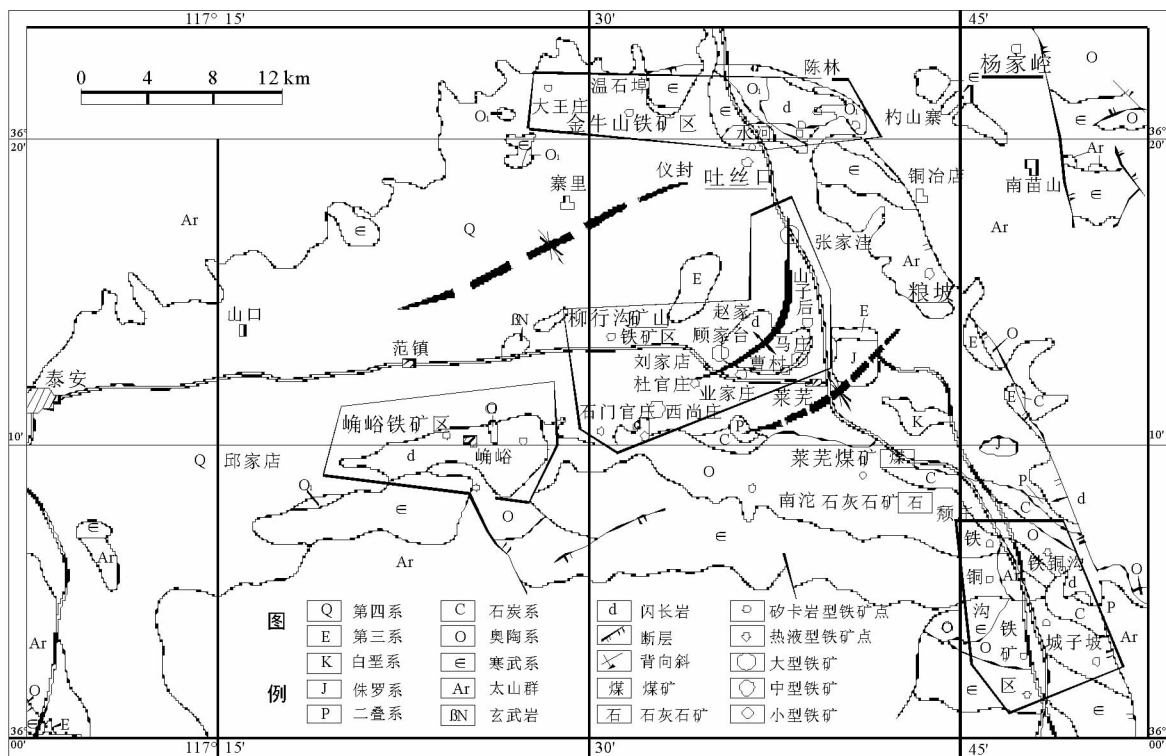 117° 15′
30′
45′
0 4 8 12 km
陈林
杨家崆
温石埠
大王庄
O₁
d
O₁
金牛山铁矿区
水河
杓山寨
36° 20′
36° 20′
O₁
O₁
仪封
吐丝口
铜冶店
南苗山
Ar
寨里
Ar
Q
张家洼
Ar
Ar
E
山子后
粮坡
山口
βN
柳行沟矿山
铁矿区
赵家
d
E
顾家台
马庄
J
E
O
范镇
刘家店
曹村
泰安
杜官庄
业家庄
莱芜
E
C
石门官庄
西尚庄
K
峋峪铁矿区
O
P
C
J
10′
10′
Q
邱家店
d
峋峪
O
莱芜煤矿
煤
C
P
d
O₁
南沱
石灰石矿
石
C
O
铁
铁铜沟
Ar
Ar
铜
Ar
d
O
沟
C
P
铁
城子坡
Ar
矿
区
O
E
图例
Q 第四系
C 石炭系
d 闪长岩
矽卡岩型铁矿点
E 第三系
O 奥陶系
断层
热液型铁矿点
K 白垩系
∈ 寒武系
背向斜
大型铁矿
J 侏罗系
Ar 太山群
煤 煤矿
中型铁矿
P 二叠系
βN 玄武岩
石 石灰石矿
小型铁矿
36° 00′
36° 00′
117° 15′
30′
45′